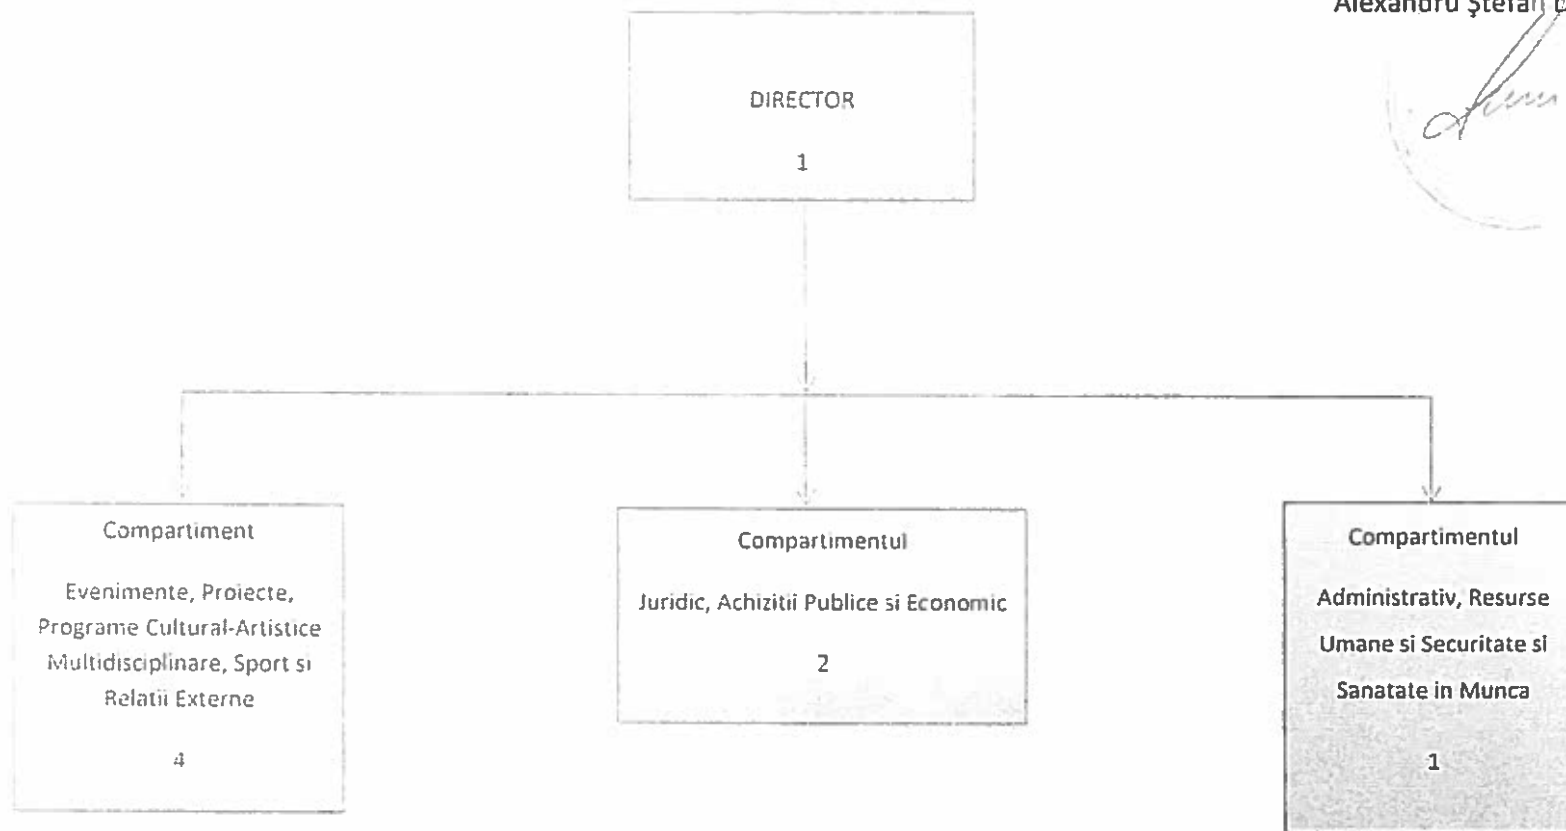 Alexandru Ștefan
DIRECTOR
1
Compartiment
Evenimente, Proiecte,
Programe Cultural-Artistice
Multidisciplinare, Sport si
Relatii Externe
4
Compartimentul
Juridic, Achizitii Publice si Economic
2
Compartimentul
Administrativ, Resurse
Umane si Securitate si
Sanatate in Munca
1